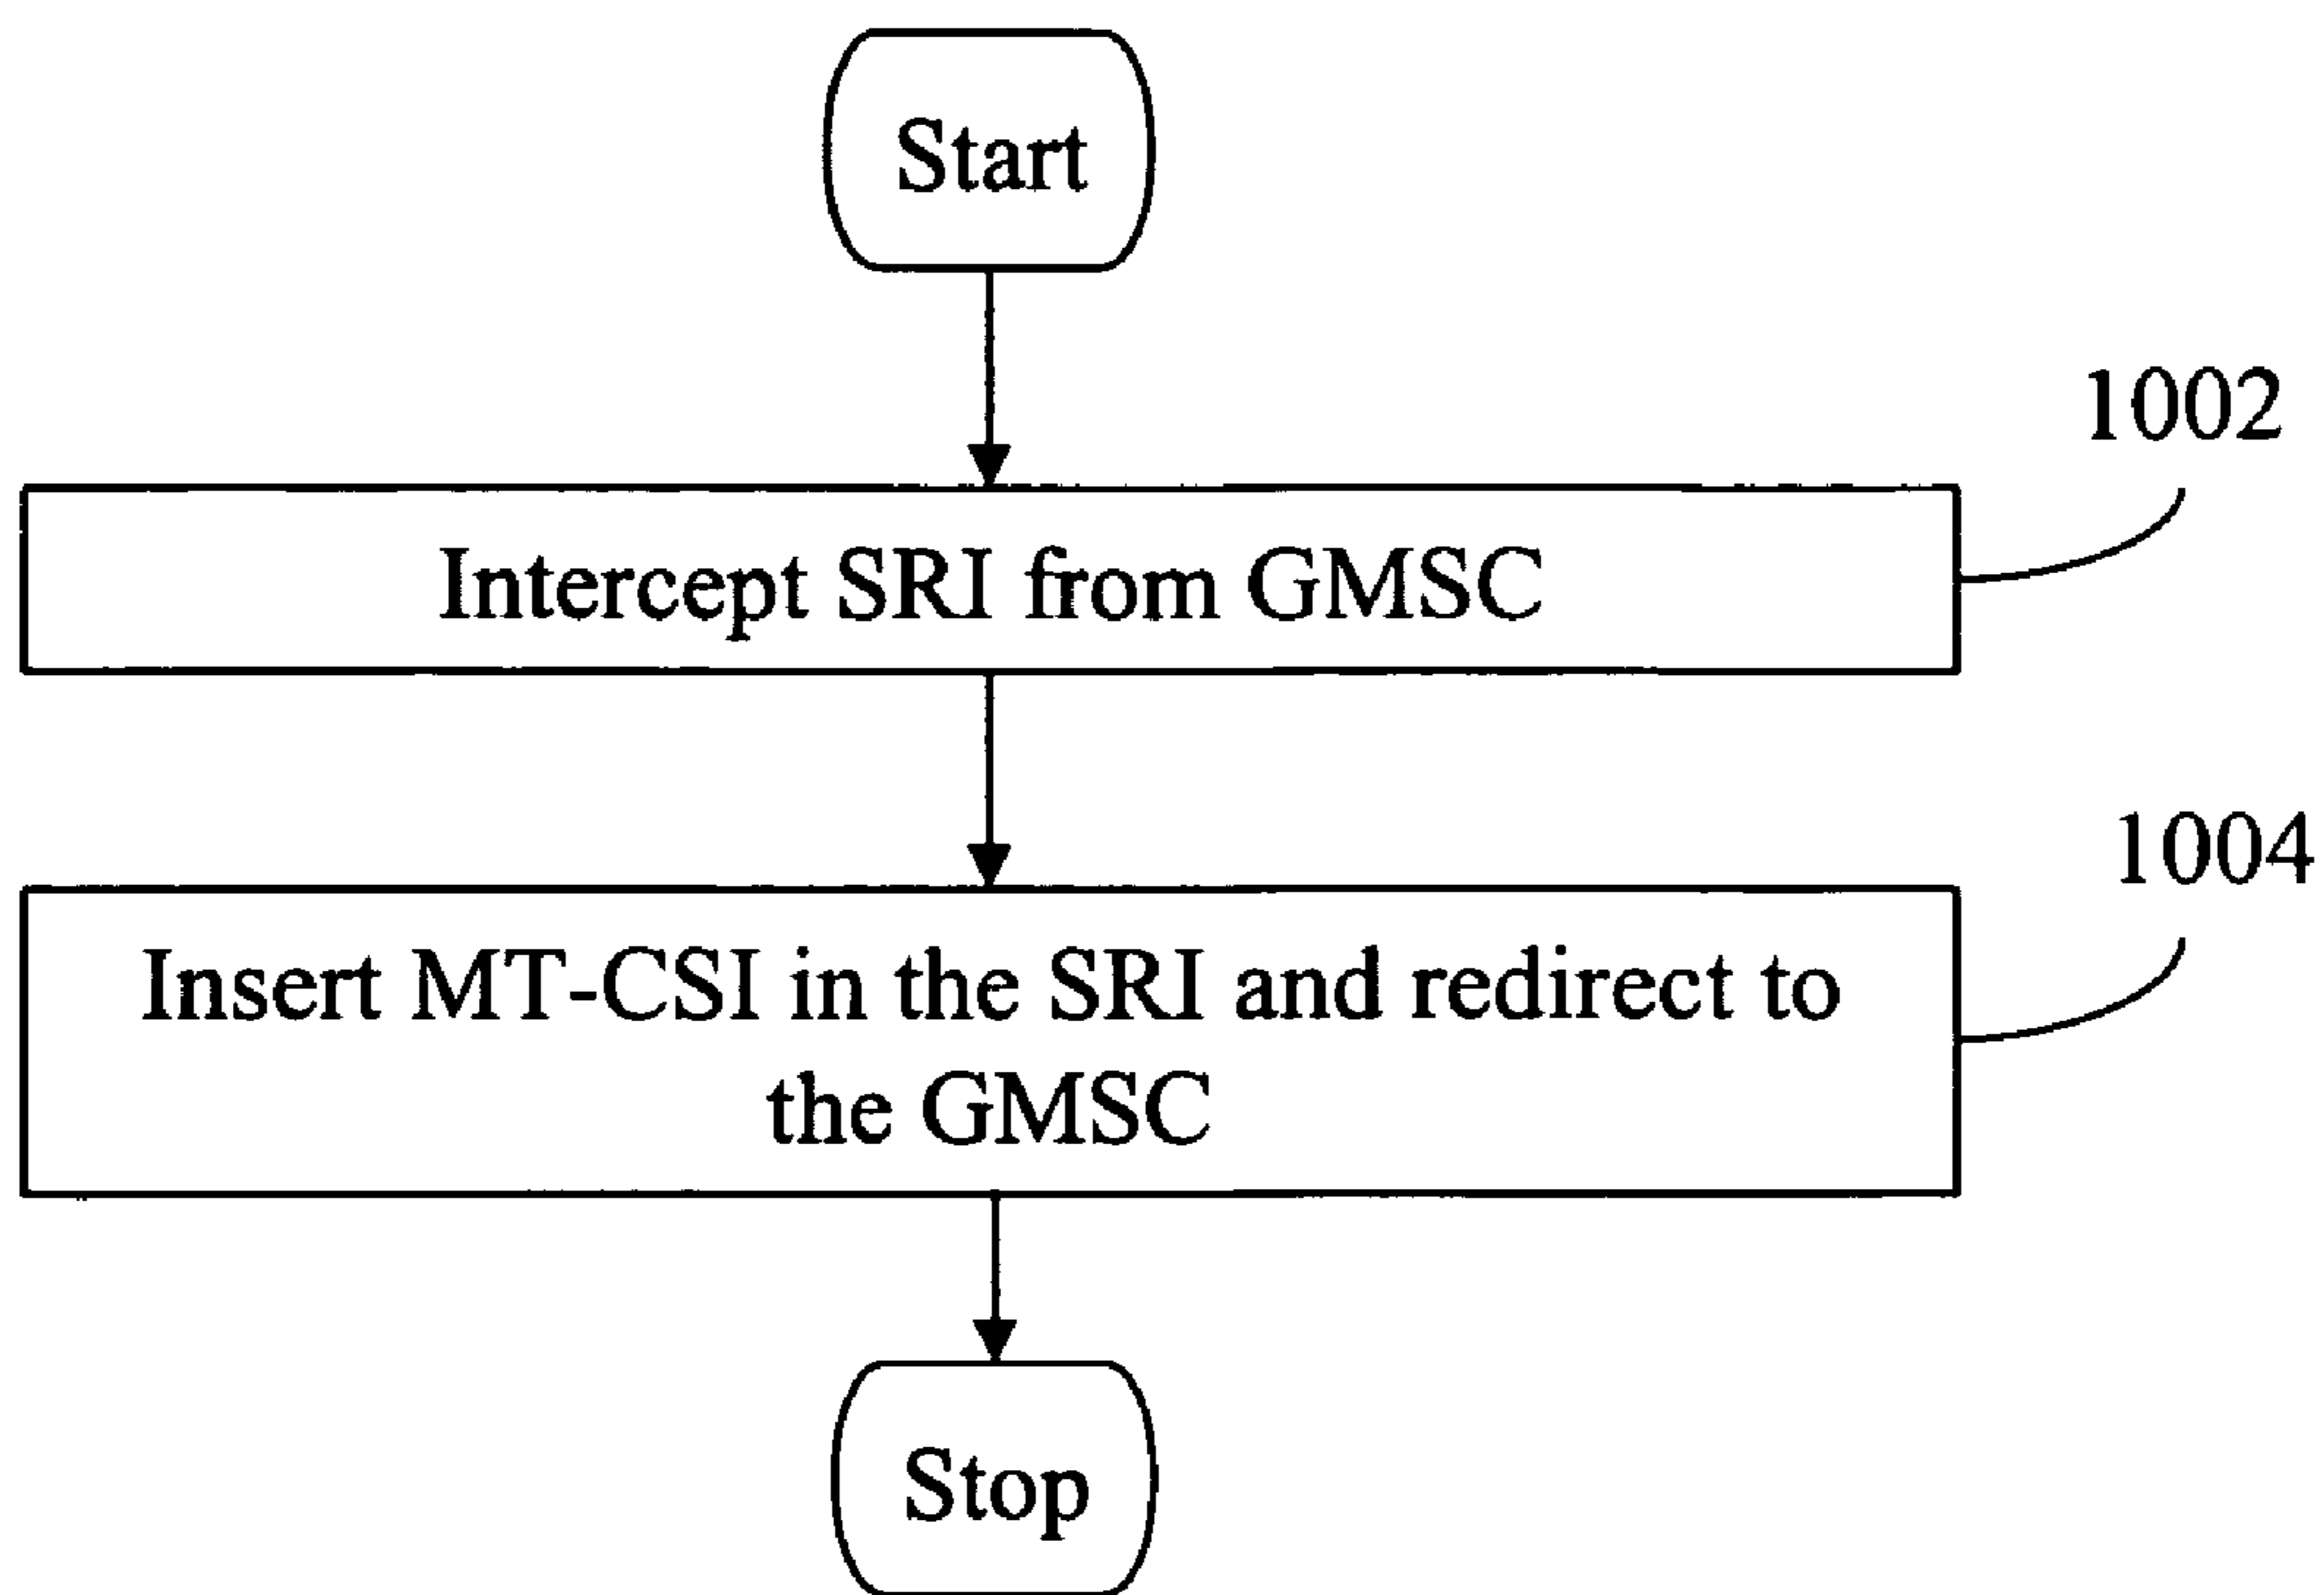 Start
1002
Intercept SRI from GMSC
1004
Insert MT-CSI in the SRI and redirect to
the GMSC
Stop